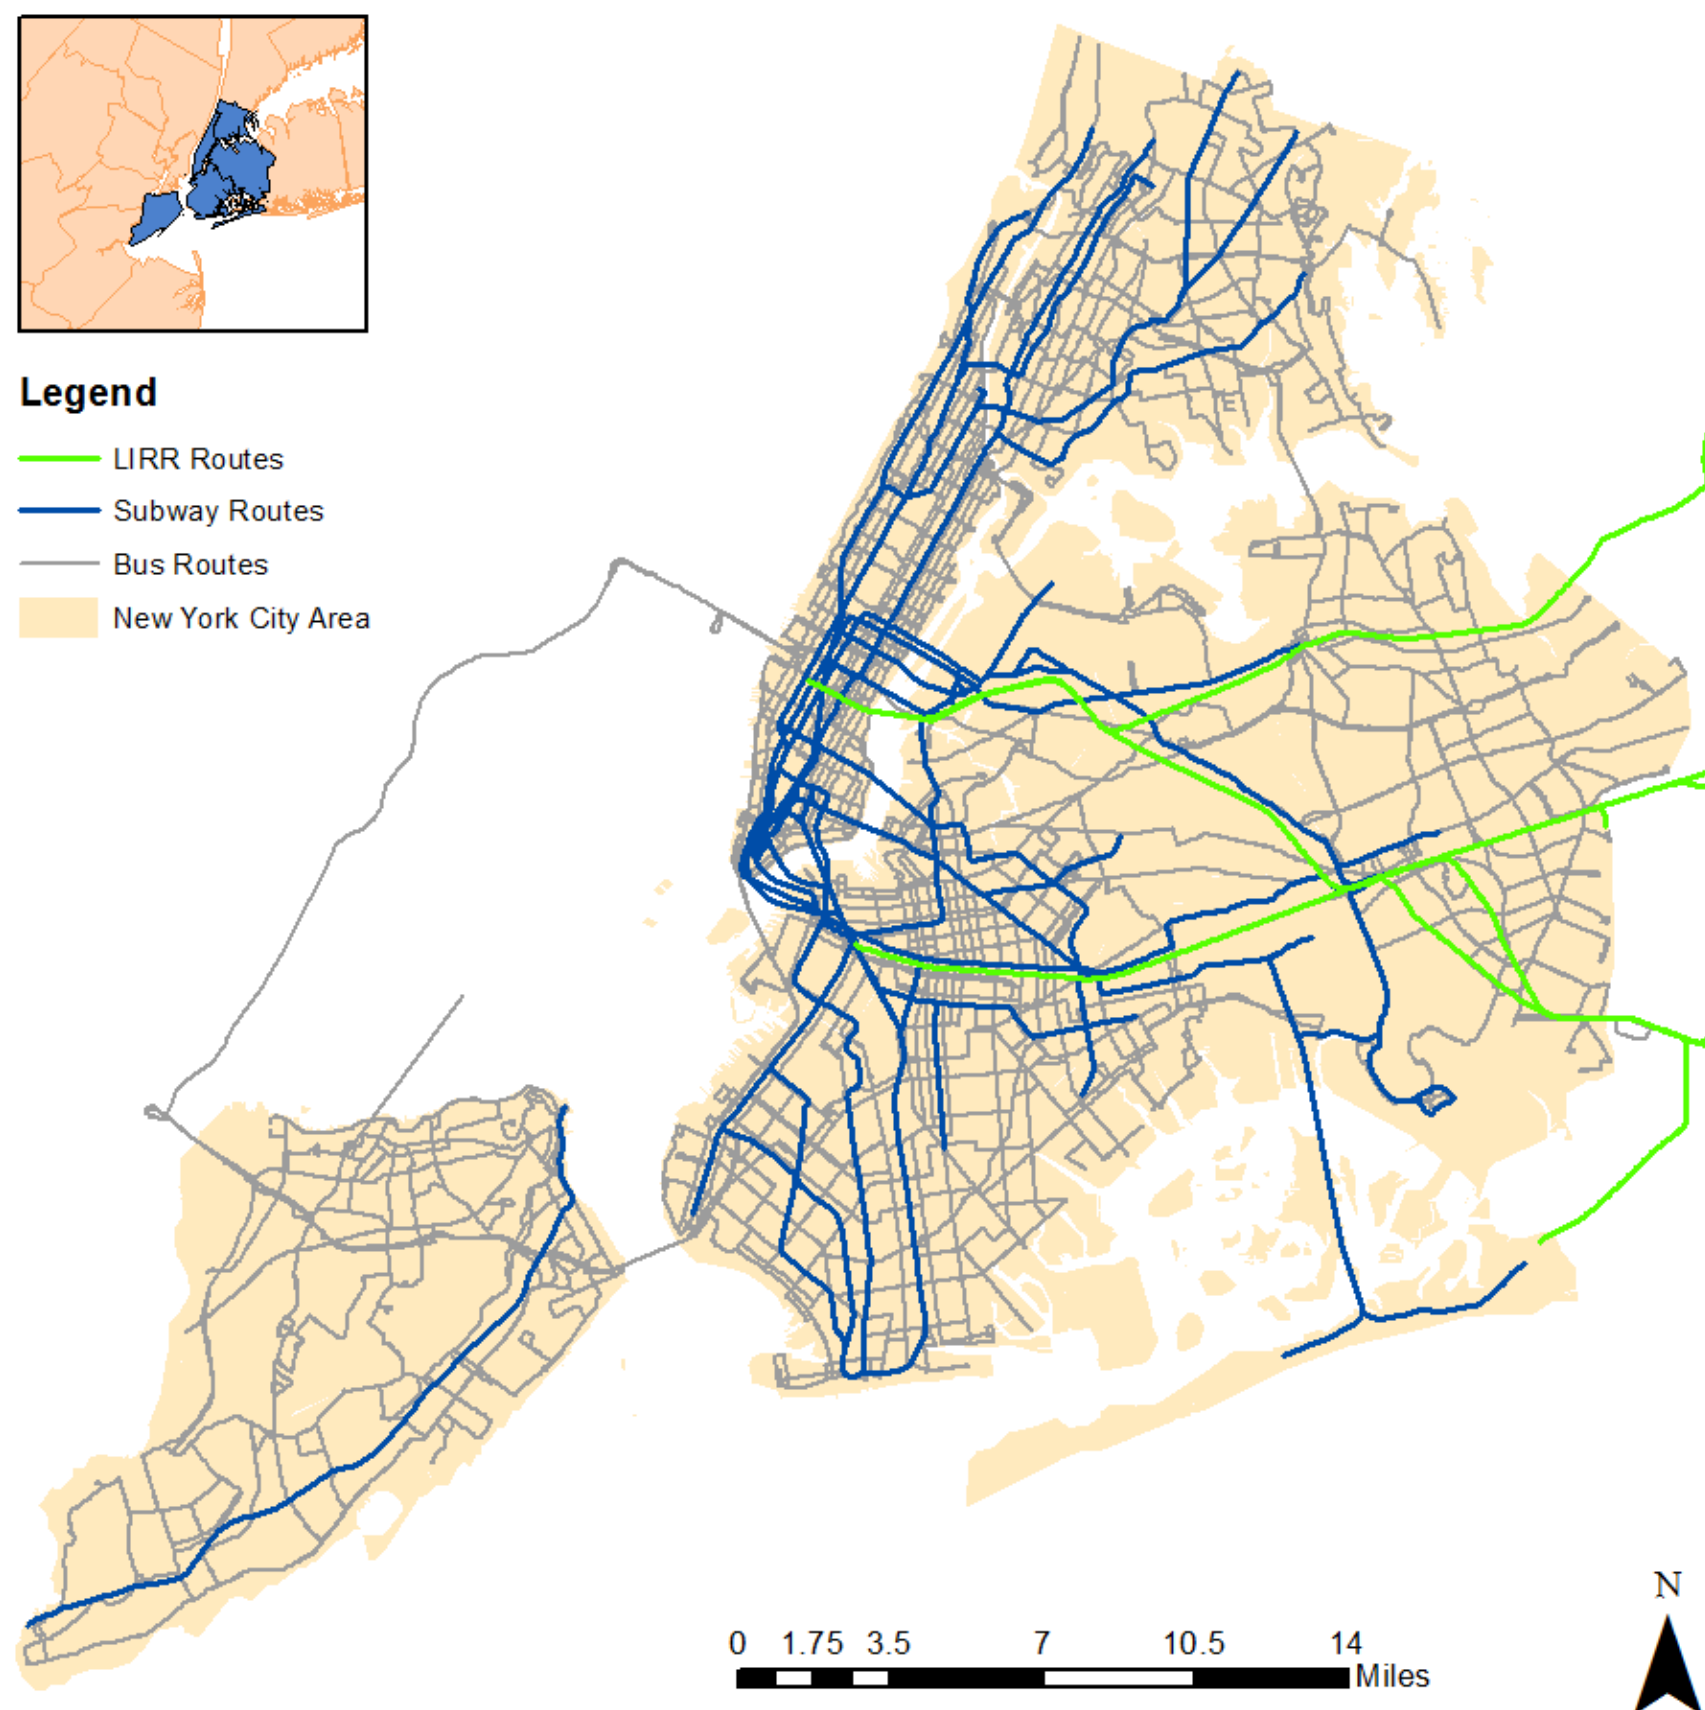 Legend
LIRR Routes
Subway Routes
Bus Routes
New York City Area
N
0 1.75 3.5 7 10.5 14
Miles